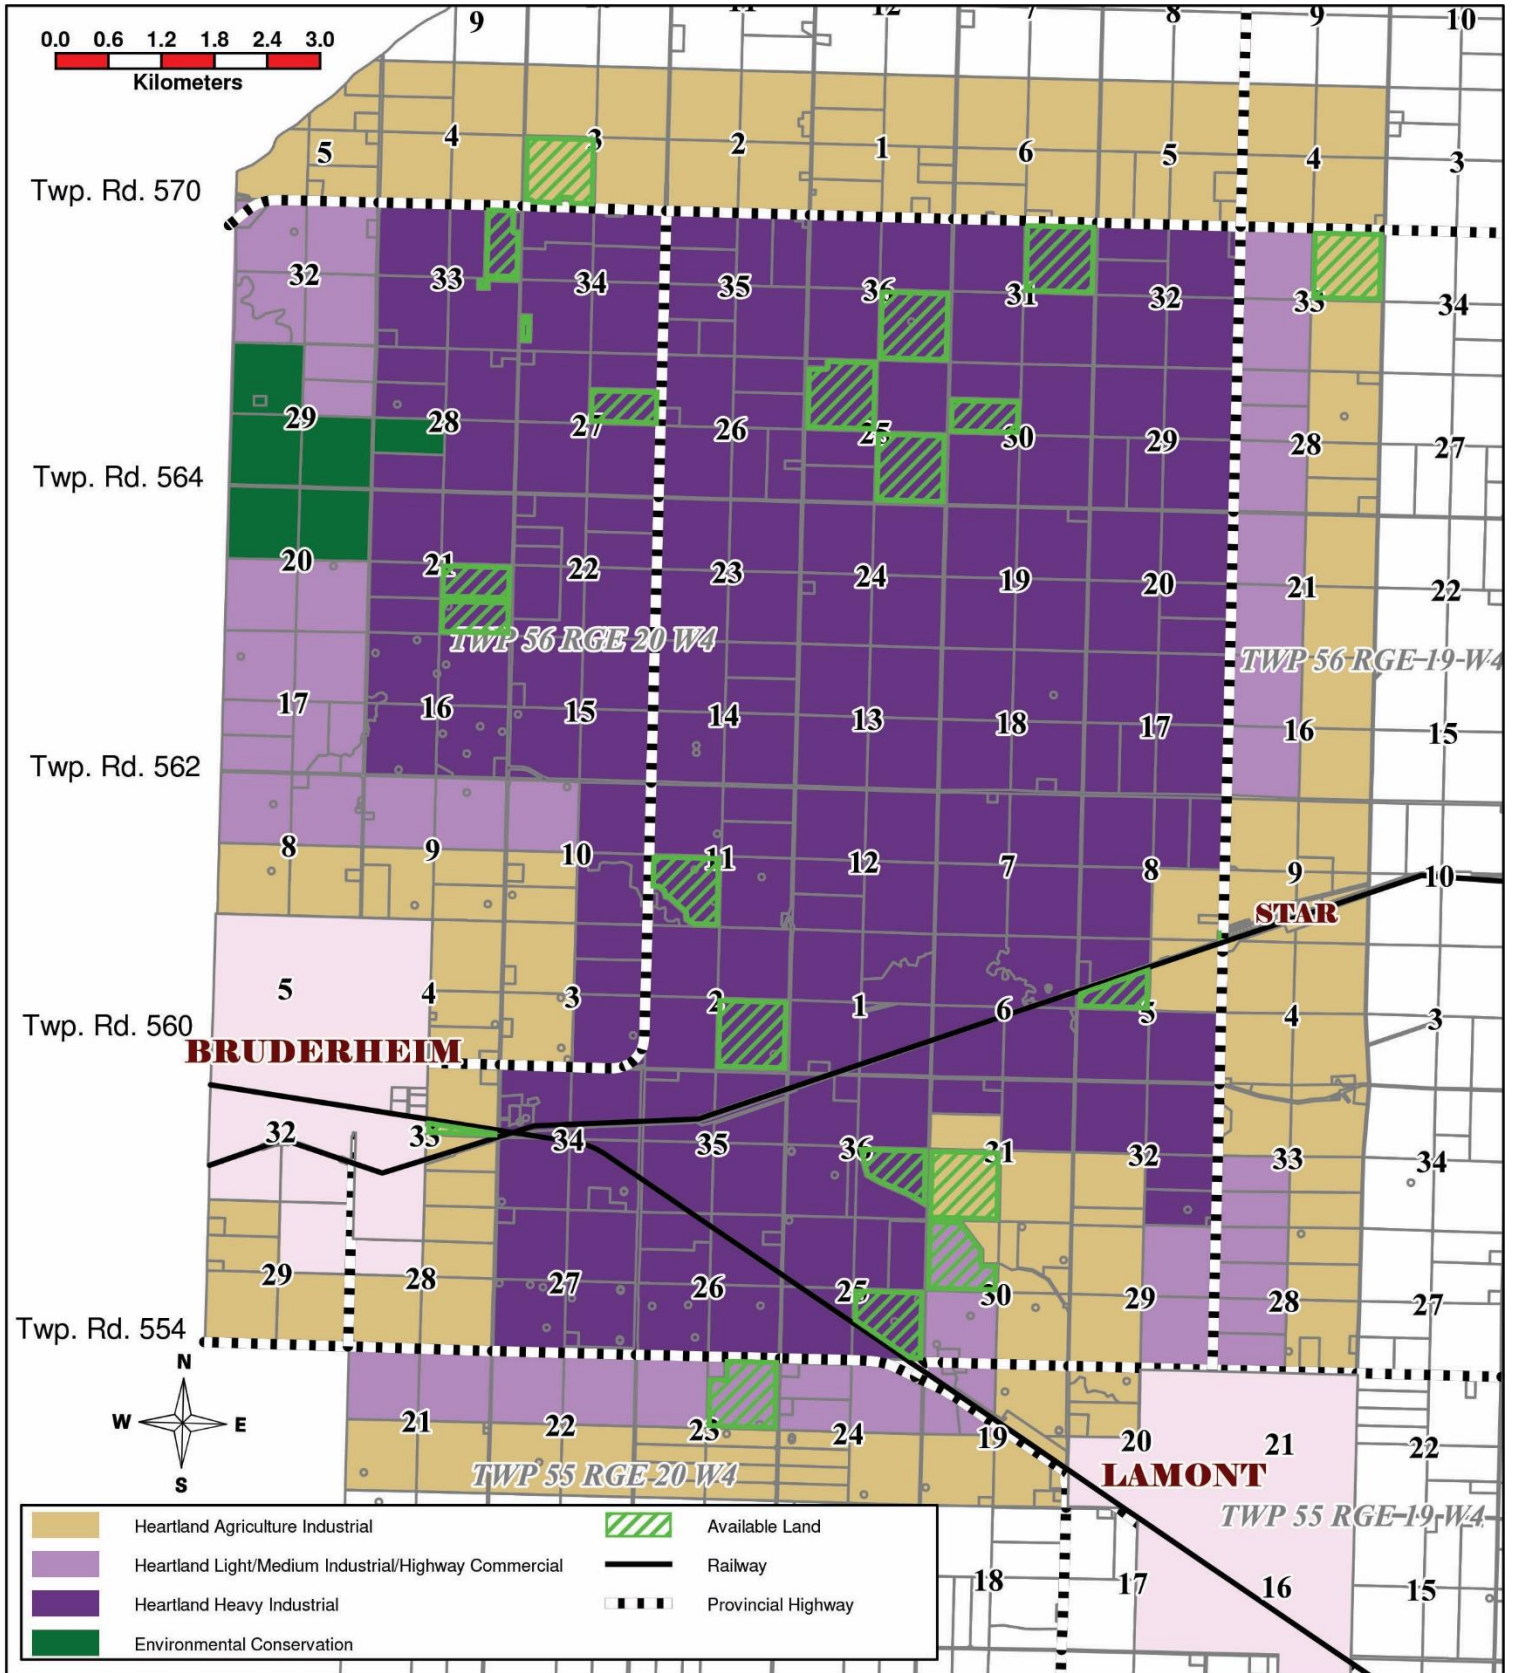 9 11 12 7 8 9 10
0.0 0.6 1.2 1.8 2.4 3.0
Kilometers
5 4 3 2 1 6 5 4 3
Twp. Rd. 570
32 33 34 35 36 31 32 33 34
29 28 27 26 25 30 29 28 27
Twp. Rd. 564
20 21 22 23 24 19 20 21 22
TWP 56 RGE 20 W4 TWP 56 RGE 19 W4
17 16 15 14 13 18 17 16 15
Twp. Rd. 562
8 9 10 11 12 7 8 9 10
STAR
5 4 3 2 1 6 5 4 3
Twp. Rd. 560
BRUDERHEIM
32 33 34 35 36 31 32 33 34
29 28 27 26 25 30 29 28 27
Twp. Rd. 554
N
W E
S
21 22 23 24 19 20 21 22
TWP 55 RGE 20 W4 LAMONT
TWP 55 RGE 19 W4
18 17 16 15
Heartland Agriculture Industrial Available Land
Heartland Light/Medium Industrial/Highway Commercial Railway
Heartland Heavy Industrial Provincial Highway
Environmental Conservation